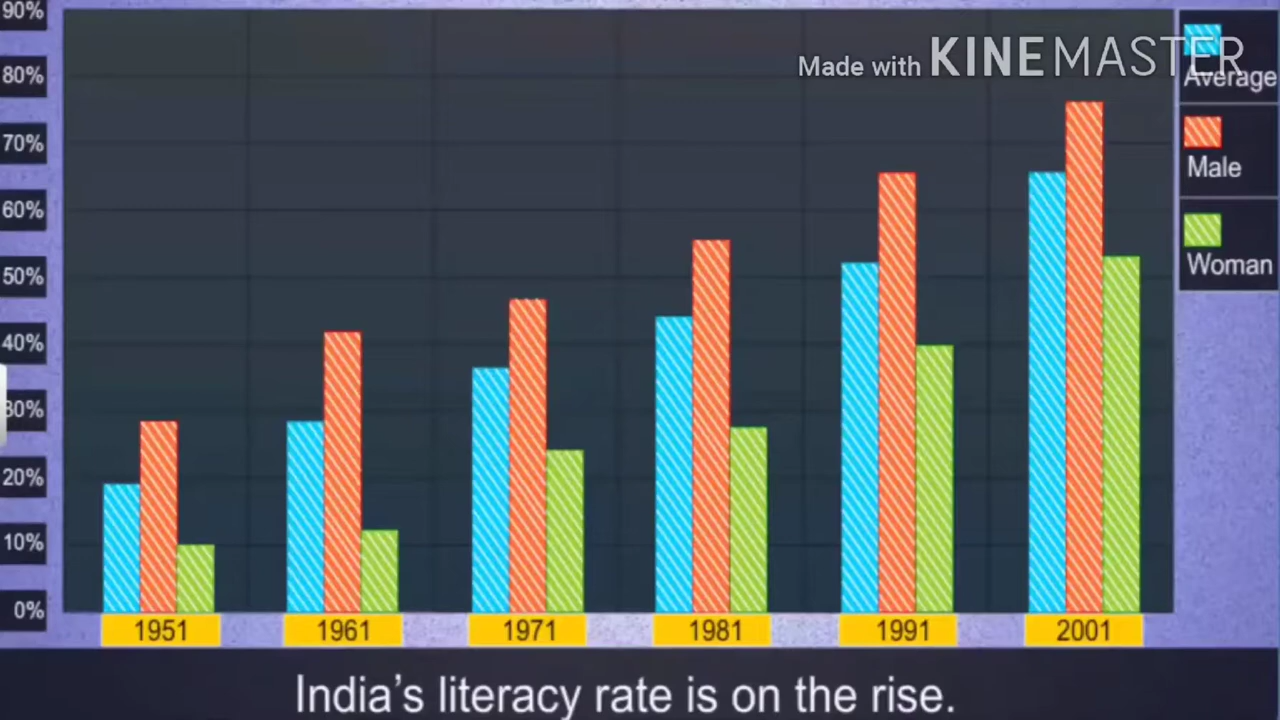 90%
80%
70%
60%
50%
40%
30%
20%
10%
0%
Made with KINEMASTER
Average
Male
Woman
1951 1961 1971 1981 1991 2001
India's literacy rate is on the rise.